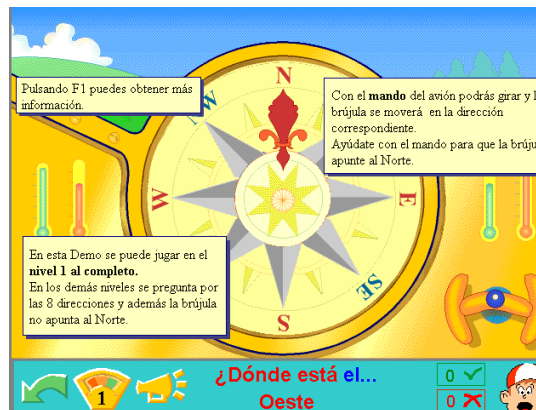 Pulsando F1 puedes obtener más
información.
N
Con el mando del avión podrás girar y l
brújula se moverá en la dirección
correspondiente.
Ayúdate con el mando para que la brúju
apunte al Norte.
W
E
En esta Demo se puede jugar en el
nivel 1 al completo.
En los demás niveles se pregunta por
las 8 direcciones y además la brújula
no apunta al Norte.
SE
S
1
¿Dónde está el...
Oeste
0
0